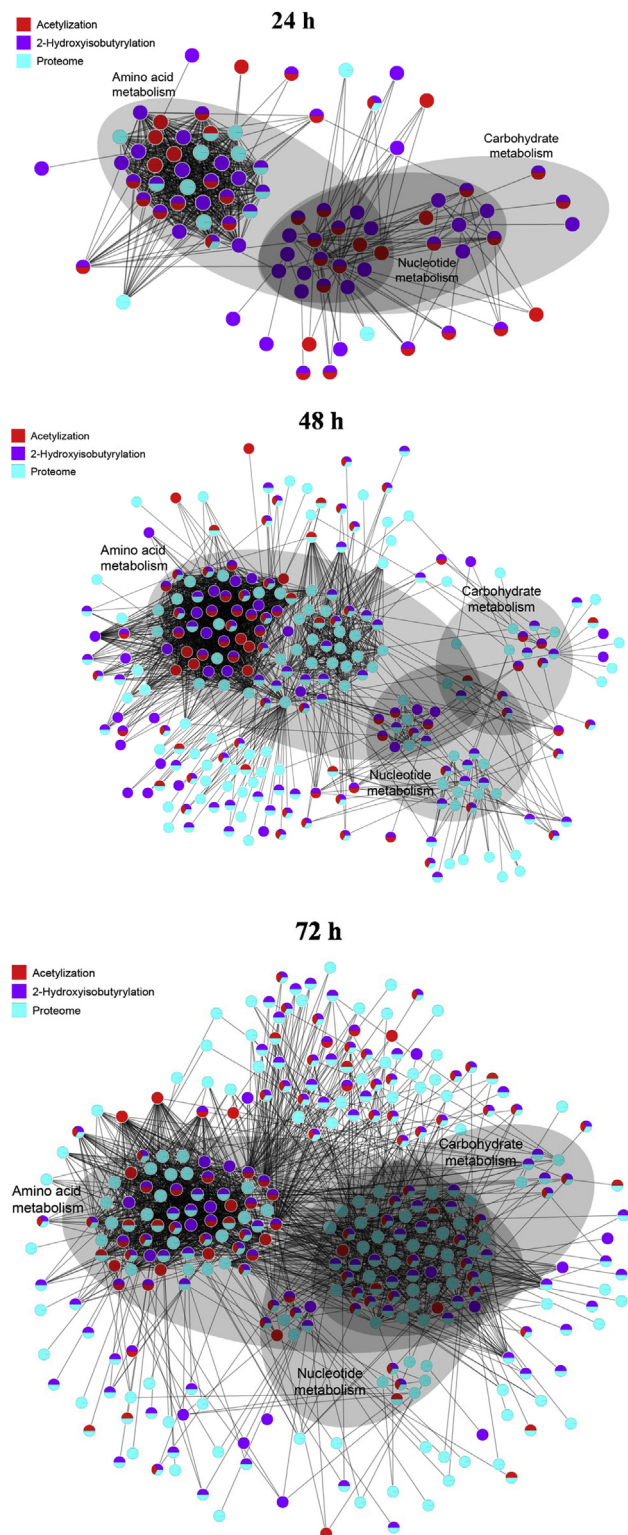 24 h
Acetylization
2-Hydroxyisobutyrylation
Proteome
Amino acid
metabolism
Carbohydrate
metabolism
Nucleotide
metabolism
48 h
Acetylization
2-Hydroxyisobutyrylation
Proteome
Amino acid
metabolism
Carbohydrate
metabolism
Nucleotide
metabolism
72 h
Acetylization
2-Hydroxyisobutyrylation
Proteome
Carbohydrate
metabolism
Amino acid
metabolism
Nucleotide
metabolism